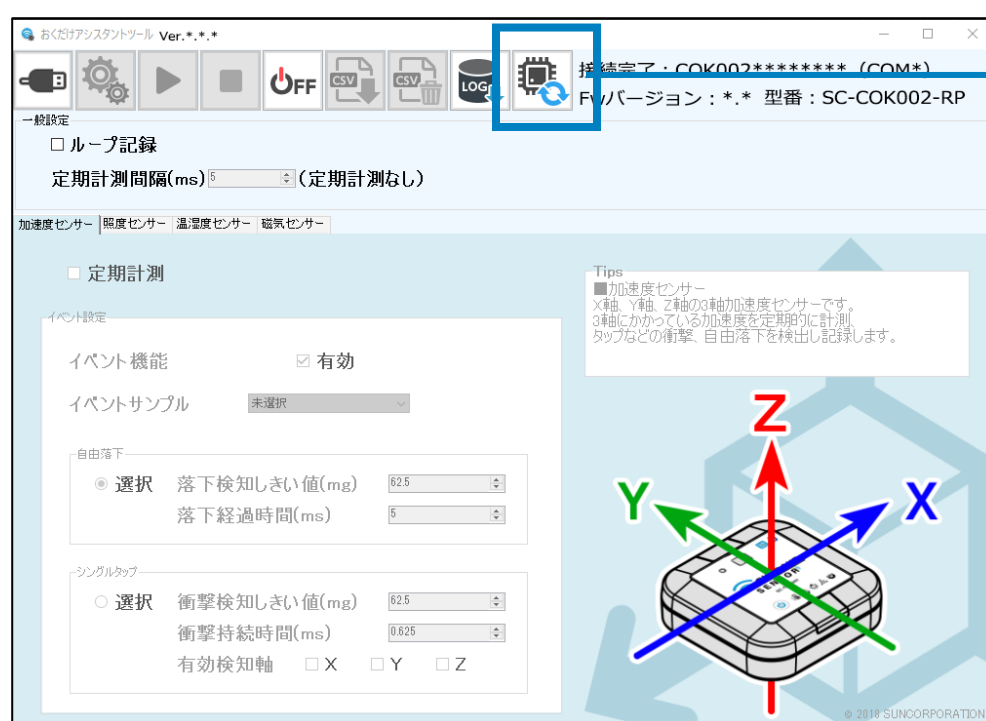 おくだけアシスタントツール Ver.*.*.*
OFF CSV CSV LOG
接続完了:COK002******** (COM*)
Fwバージョン:*.* 型番:SC-COK002-RP
一般設定
ループ記録
定期計測間隔(ms) 5 (定期計測なし)
加速度センサー 照度センサー 温湿度センサー 磁気センサー
定期計測
Tips
■加速度センサー
X軸、Y軸、Z軸の3軸加速度センサーです。
3軸にかかっている加速度を定期的に計測、
タップなどの衝撃、自由落下を検出し記録します。
イベント設定
イベント機能 有効
イベントサンプル 未選択
自由落下
選択 落下検知しきい値(mg) 62.5
落下経過時間(ms) 5
シングルタップ
選択 衝撃検知しきい値(mg) 62.5
衝撃持続時間(ms) 0.625
有効検知軸 X Y Z
Z
Y
X
SENSOR
© 2018 SUNCORPORATION